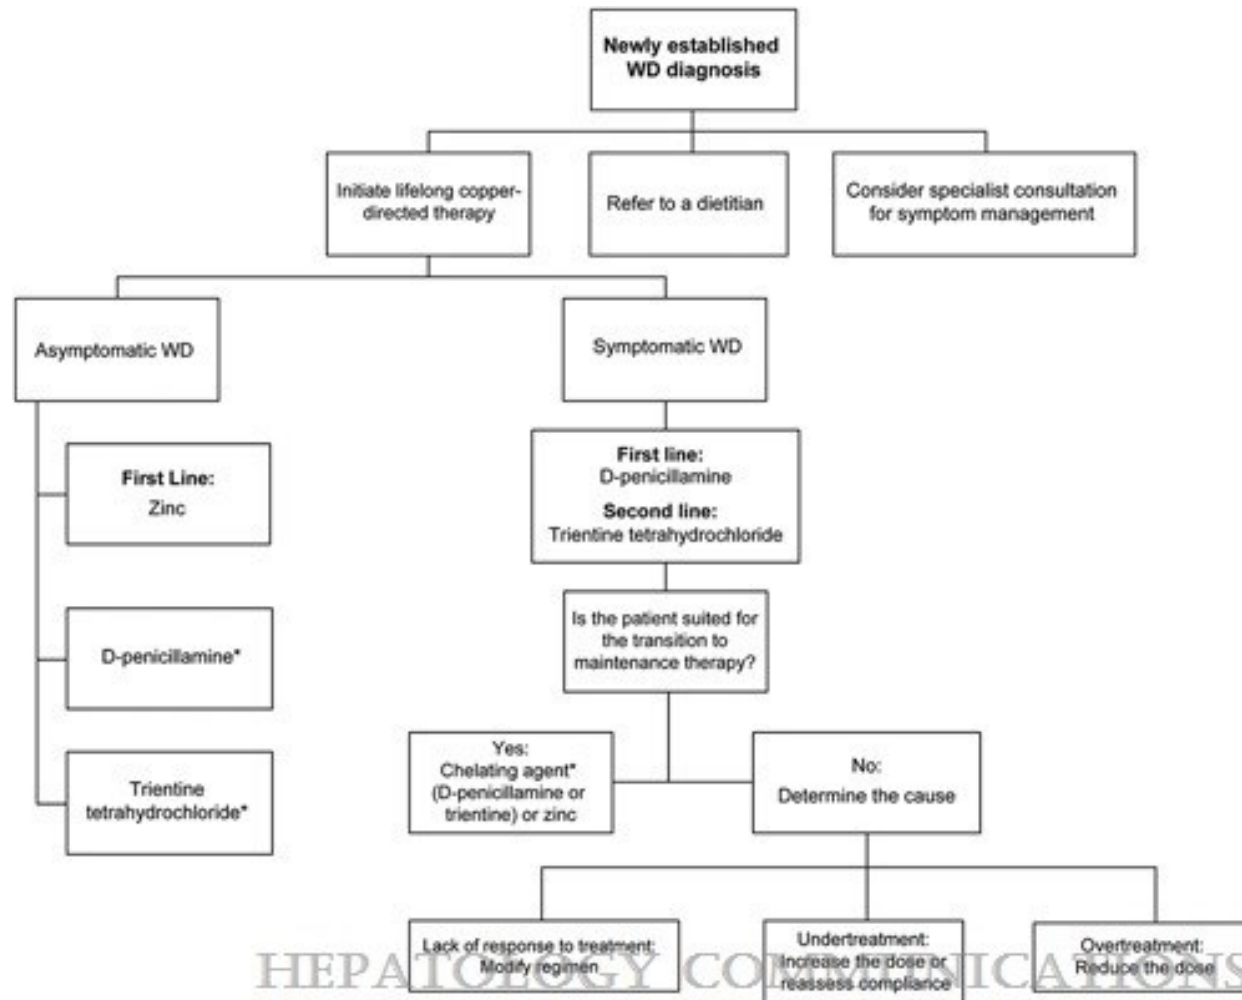 Newly established
WD diagnosis
Initiate lifelong copper-
directed therapy
Refer to a dietitian
Consider specialist consultation
for symptom management
Asymptomatic WD
Symptomatic WD
First Line:
Zinc
D-penicillamine*
Trientine
tetrahydrochloride*
First line:
D-penicillamine
Second line:
Trientine tetrahydrochloride
Is the patient suited for
the transition to
maintenance therapy?
Yes:
Chelating agent*
(D-penicillamine or
trientine) or zinc
No:
Determine the cause
Lack of response to treatment:
Modify regimen
Undertreatment:
Increase the dose or
reassess compliance
Overtreatment:
Reduce the dose
HEPATOLOGY COMMUNICATIONS